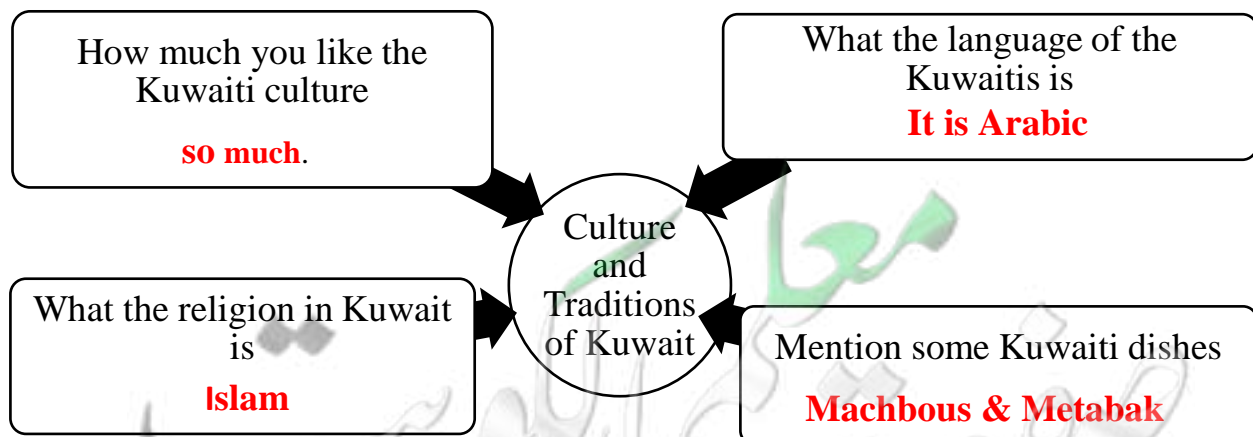 How much you like the
Kuwaiti culture
so much.
What the language of the
Kuwaitis is
It is Arabic
Culture
and
Traditions
of Kuwait
What the religion in Kuwait
is
Islam
Mention some Kuwaiti dishes
Machbous & Metabak